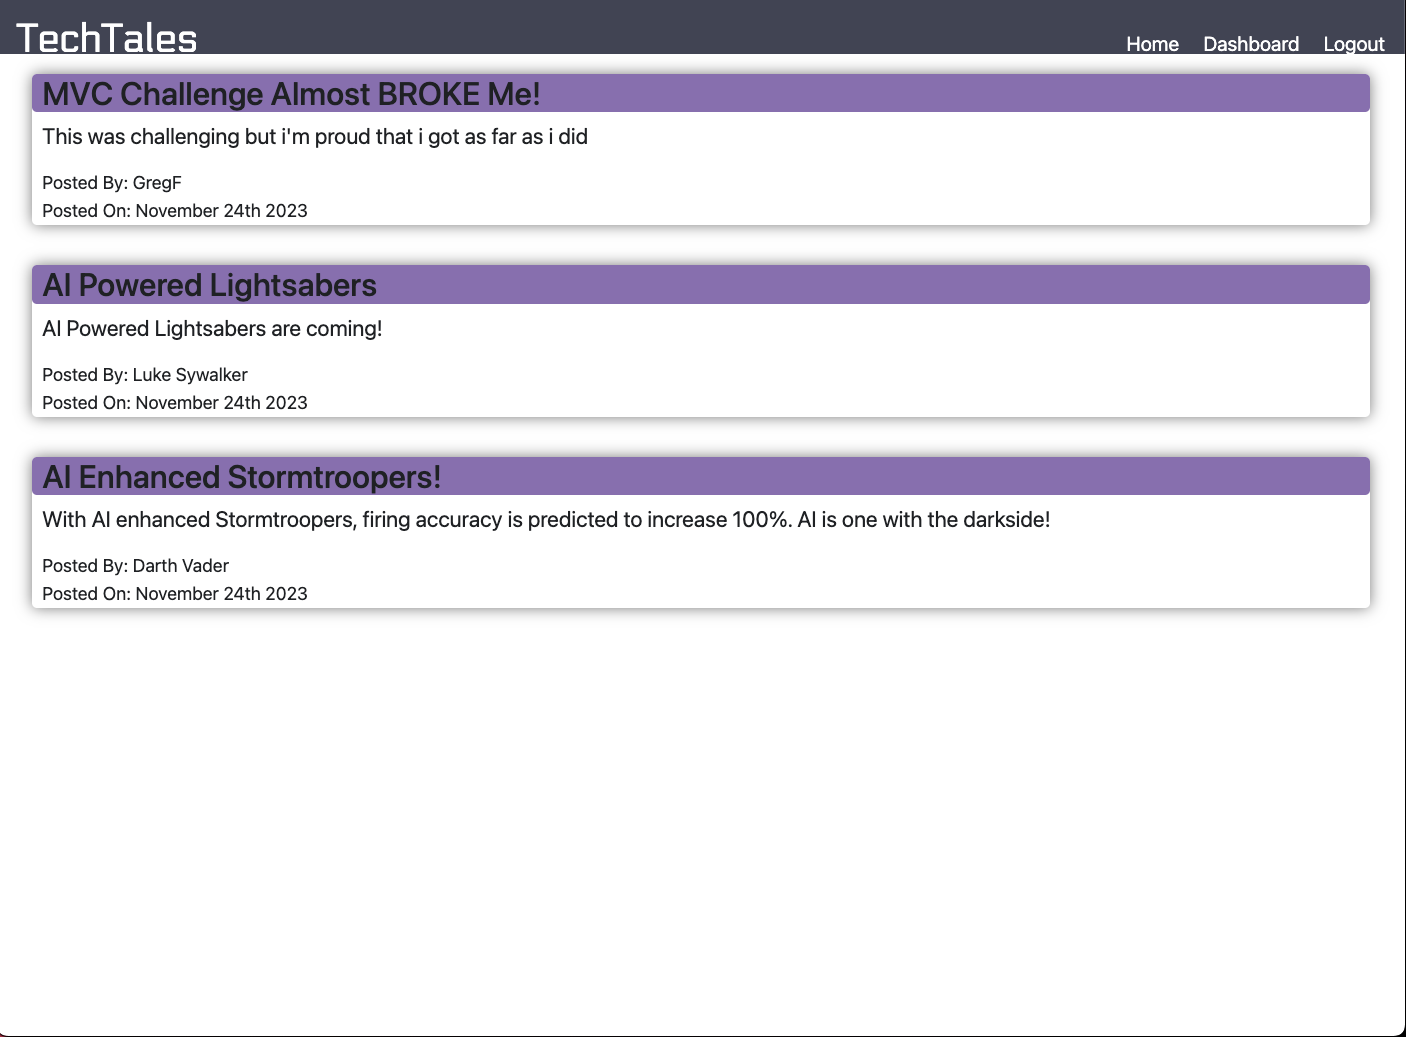 TechTales
Home Dashboard Logout
MVC Challenge Almost BROKE Me!
This was challenging but i'm proud that i got as far as i did
Posted By: GregF
Posted On: November 24th 2023
AI Powered Lightsabers
AI Powered Lightsabers are coming!
Posted By: Luke Sywalker
Posted On: November 24th 2023
AI Enhanced Stormtroopers!
With AI enhanced Stormtroopers, firing accuracy is predicted to increase 100%. AI is one with the darkside!
Posted By: Darth Vader
Posted On: November 24th 2023